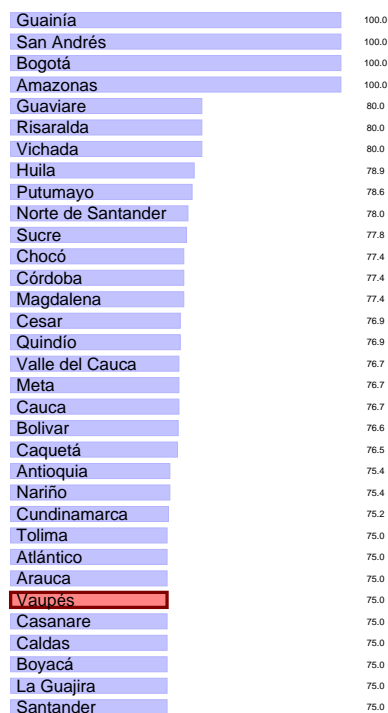 Guainía 100.0
San Andrés 100.0
Bogotá 100.0
Amazonas 100.0
Guaviare 80.0
Risaralda 80.0
Vichada 80.0
Huila 78.9
Putumayo 78.6
Norte de Santander 78.0
Sucre 77.8
Chocó 77.4
Córdoba 77.4
Magdalena 77.4
Cesar 76.9
Quindío 76.9
Valle del Cauca 76.7
Meta 76.7
Cauca 76.7
Bolivar 76.6
Caquetá 76.5
Antioquia 75.4
Nariño 75.4
Cundinamarca 75.2
Tolima 75.0
Atlántico 75.0
Arauca 75.0
Vaupés 75.0
Casanare 75.0
Caldas 75.0
Boyacá 75.0
La Guajira 75.0
Santander 75.0